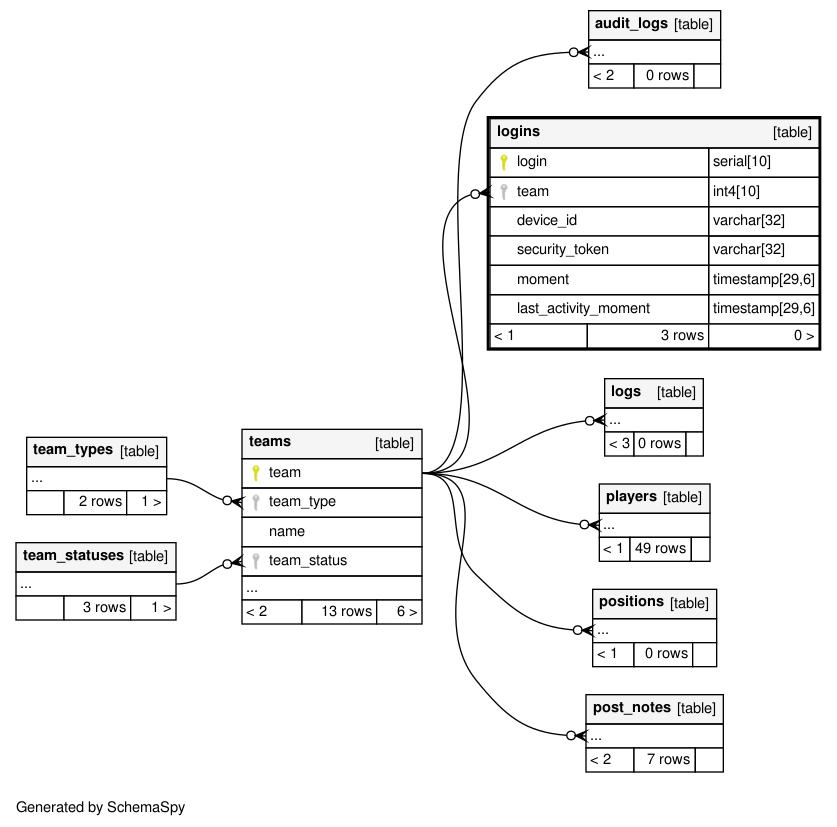 audit_logs [table]
...
< 2 0 rows
logins [table]
login serial[10]
team int4[10]
device_id varchar[32]
security_token varchar[32]
moment timestamp[29,6]
last_activity_moment timestamp[29,6]
< 1 3 rows 0 >
logs [table]
...
< 3 0 rows
team_types [table]
...
2 rows 1 >
teams [table]
team
team_type
name
team_status
...
< 2 13 rows 6 >
players [table]
...
< 1 49 rows
team_statuses [table]
...
3 rows 1 >
positions [table]
...
< 1 0 rows
post_notes [table]
...
< 2 7 rows
Generated by SchemaSpy